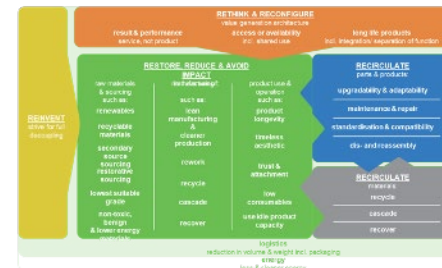 RETHINK & RECONFIGURE
value generation architecture
result & performance
service, not product
access or availability
incl. shared use
long life products
incl. integration/ separation of function
REINVENT
strive for full
decoupling
RESTORE, REDUCE & AVOID
IMPACT
raw materials
& sourcing
such as:
renewables
recyclable
materials
secondary
source
sourcing
restorative
sourcing
lowest suitable
grade
non-toxic,
benign
& lower energy
materials
such as:
lean
manufacturing
&
cleaner
production
rework
recycle
cascade
recover
product use &
operation
such as:
product
longevity
timeless
aesthetic
trust &
attachment
low
consumables
use idle product
capacity
RECIRCULATE
parts & products:
upgradability & adaptability
maintenance & repair
standardisation & compatibility
dis- and reassembly
RECIRCULATE
materials:
recycle
cascade
recover
logistics
reduction in volume & weight incl. packaging
energy